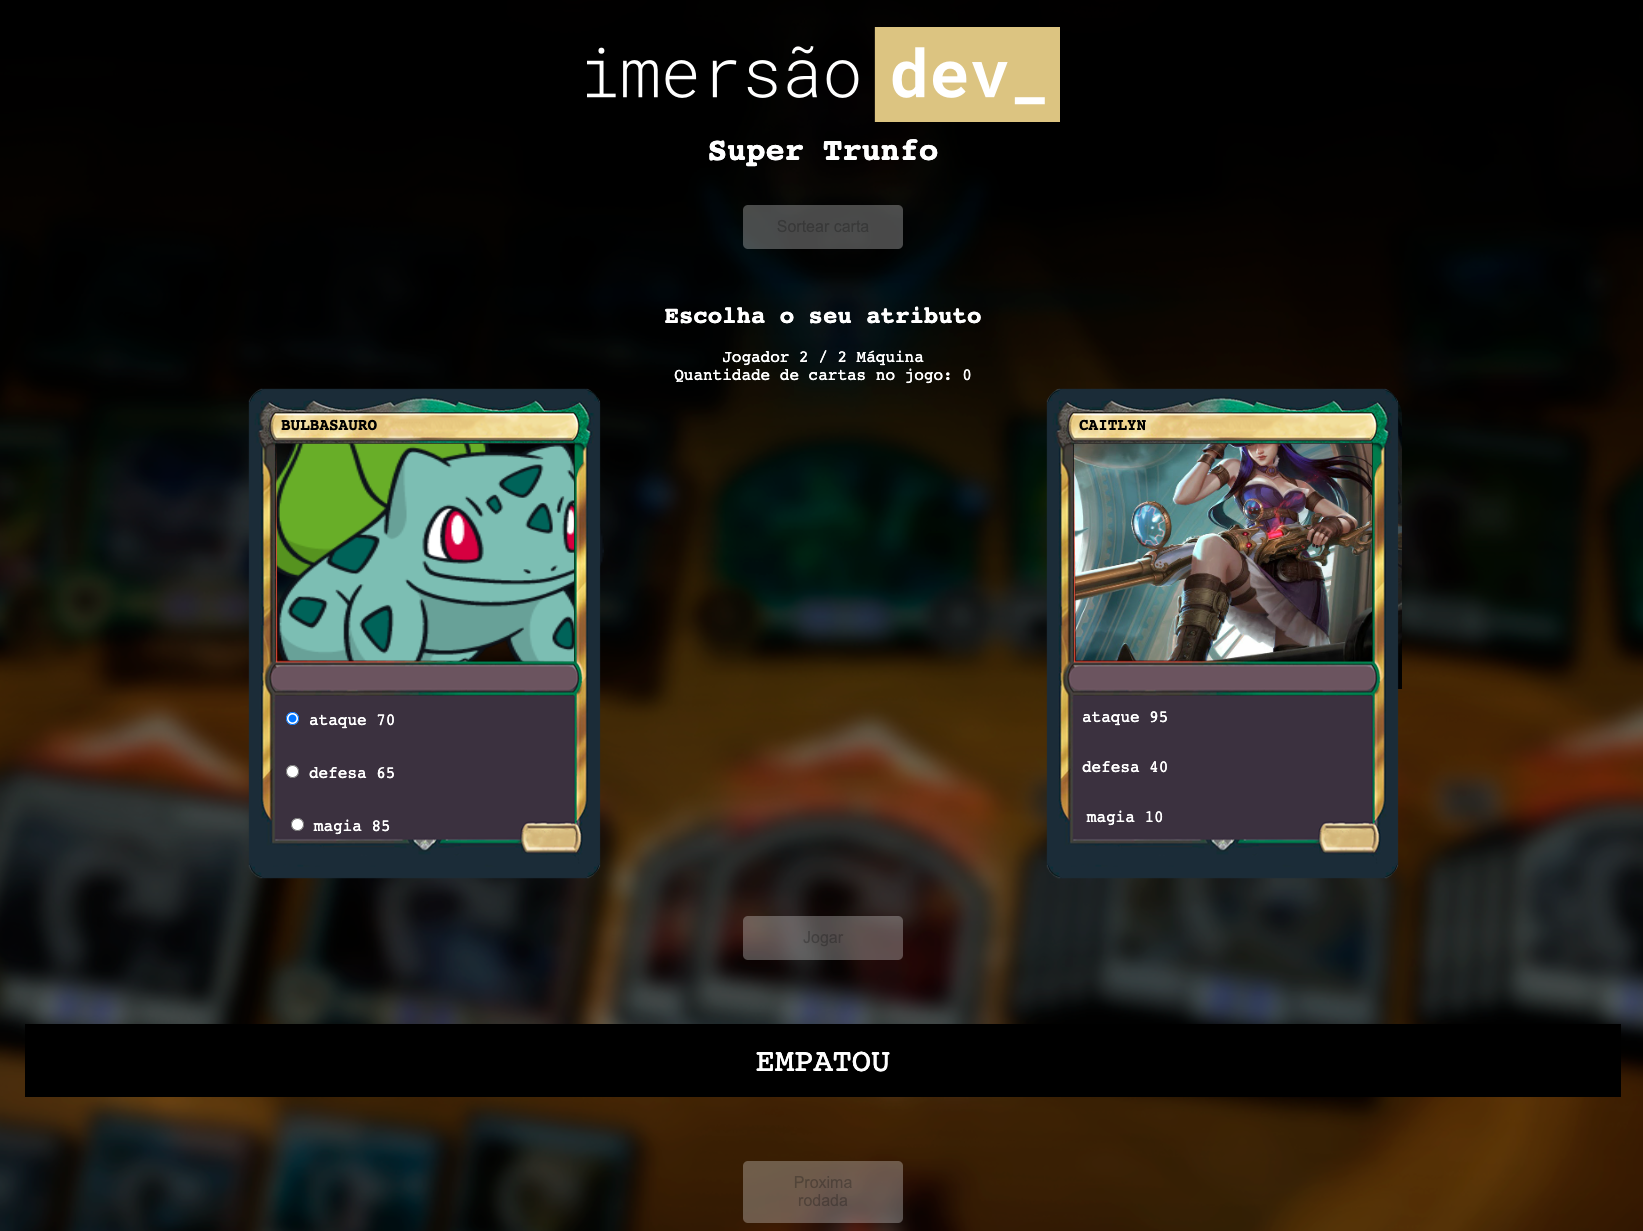 imersão dev_
Super Trunfo
Sortear carta
Escolha o seu atributo
Jogador 2 / 2 Máquina
Quantidade de cartas no jogo: 0
BULBASAURO
ataque 70
defesa 65
magia 85
CAITLYN
ataque 95
defesa 40
magia 10
Jogar
EMPATOU
Proxima
rodada